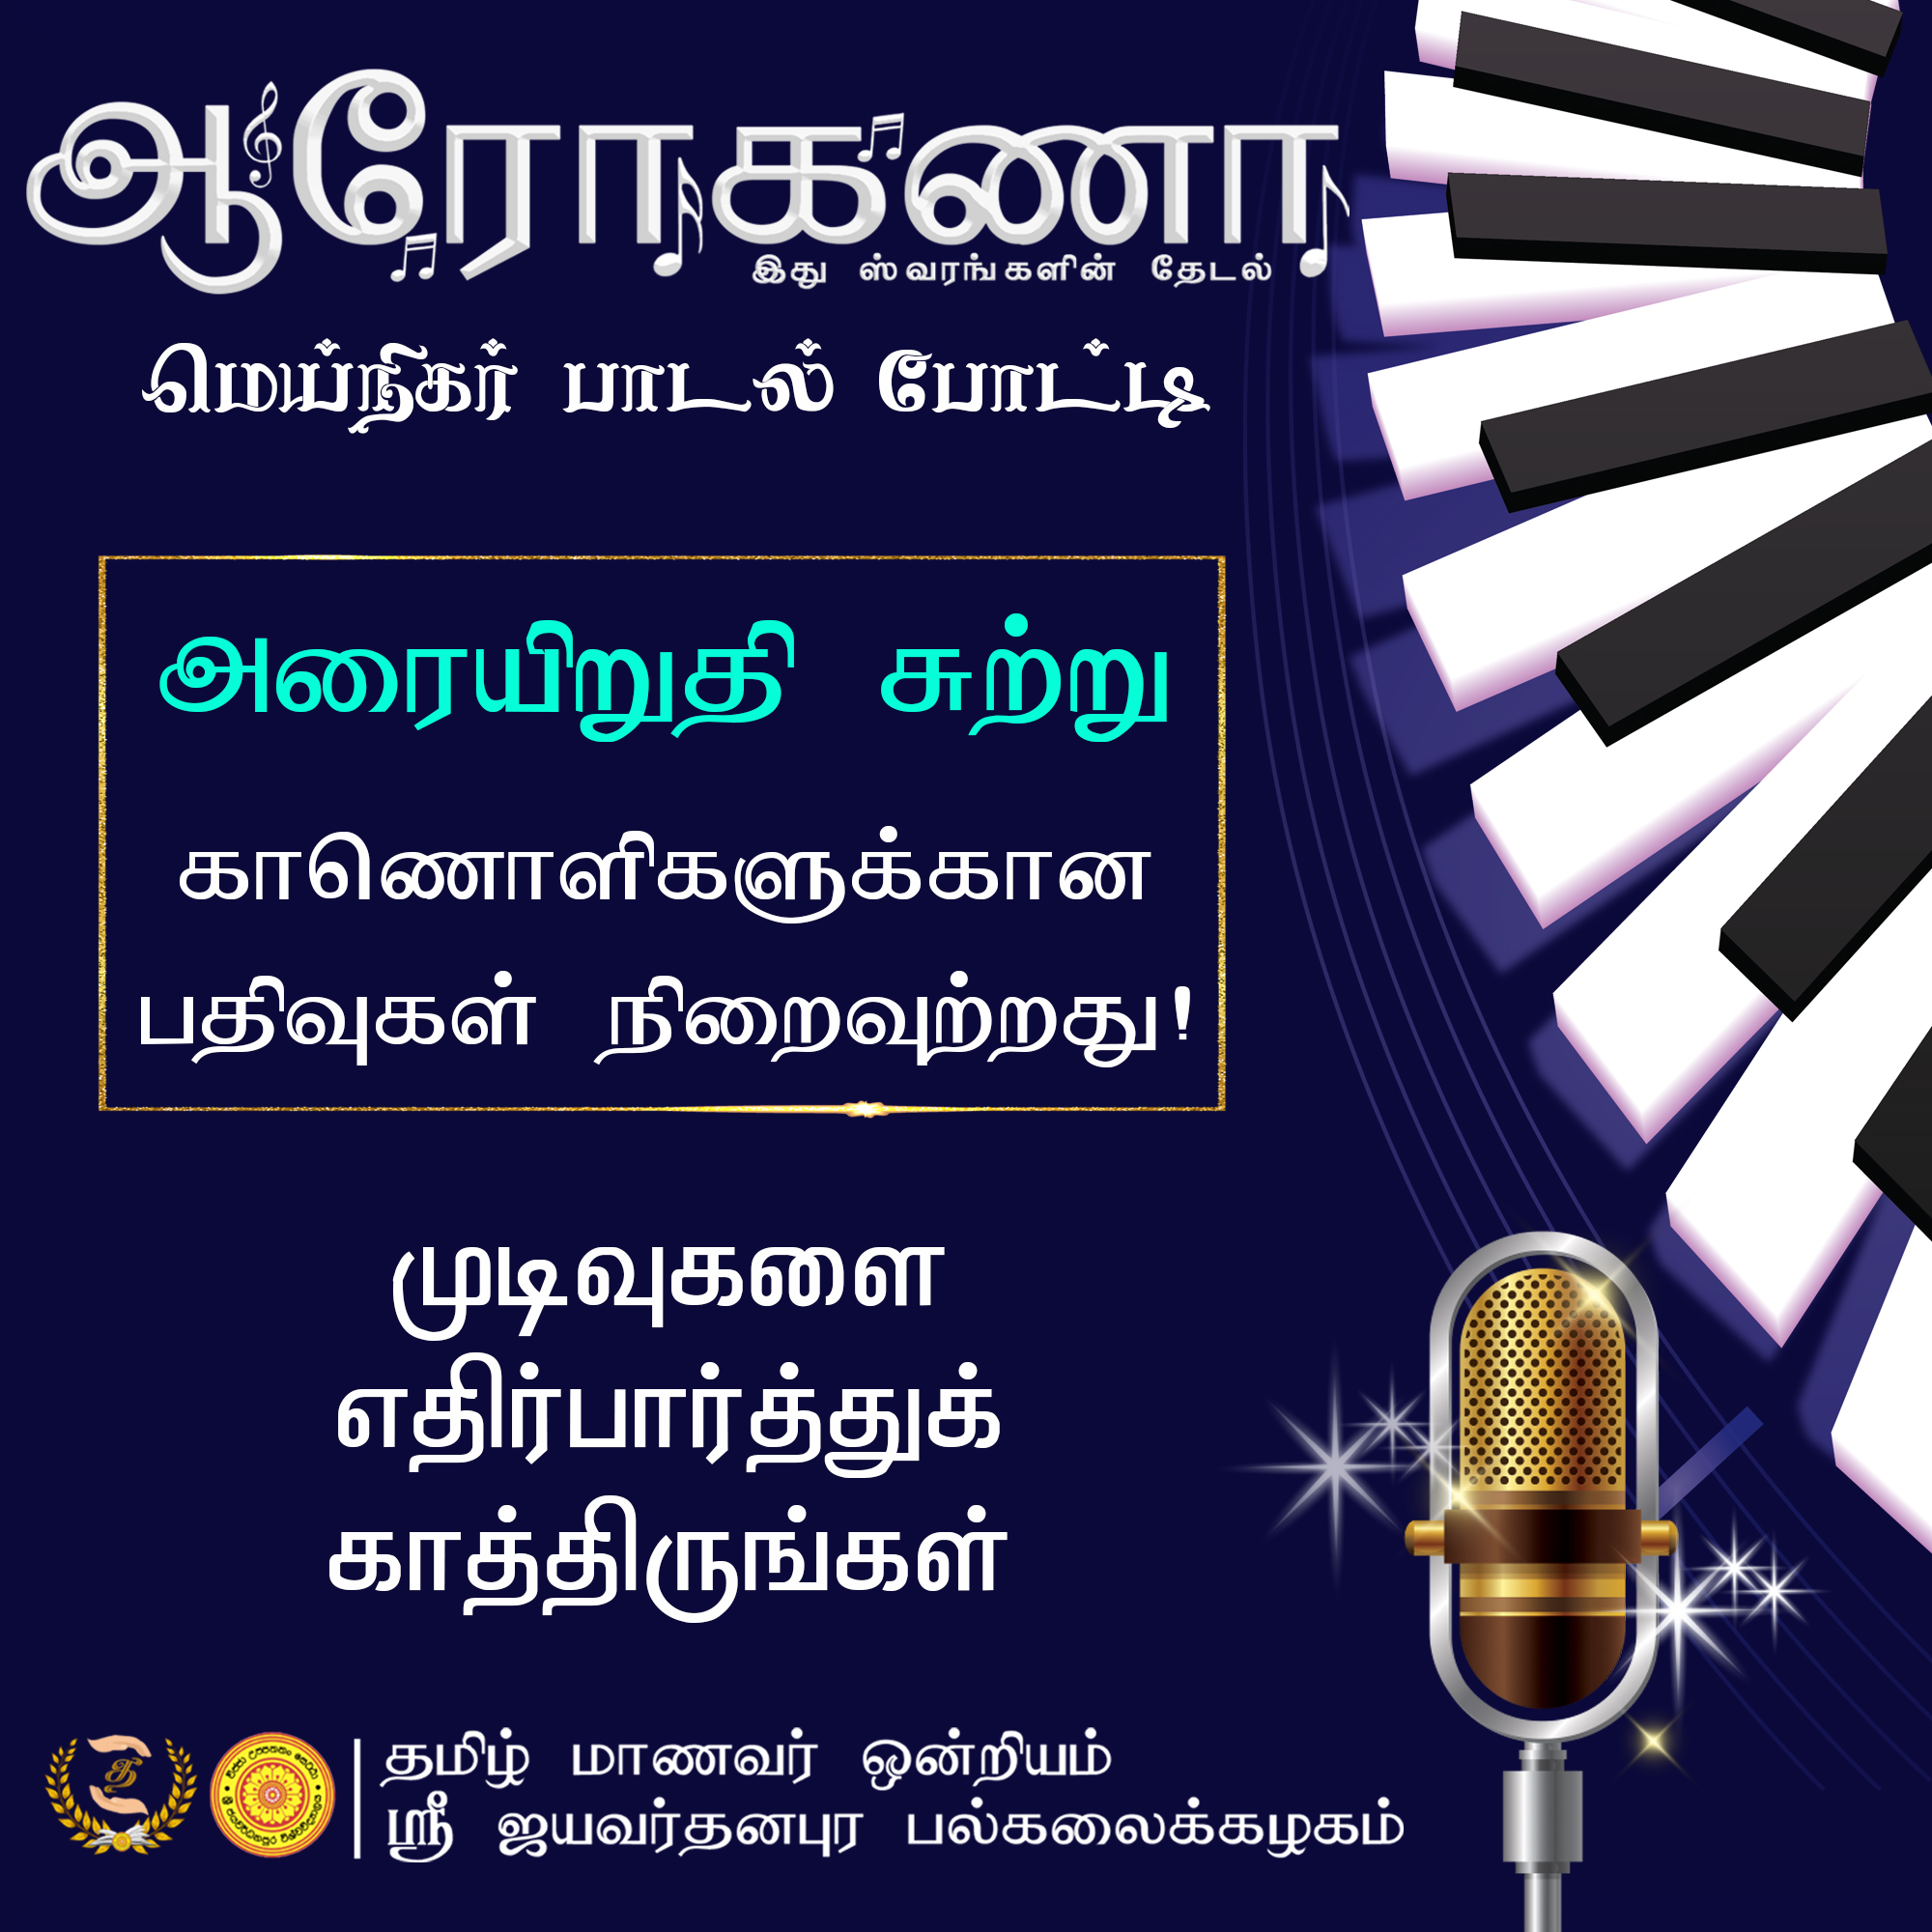 ஆரோகணா
இது ஸ்வரங்களின் தேடல்
மெய்நிகர் பாடல் போட்டி
அரையிறுதி சுற்று
காணொளிகளுக்கான
பதிவுகள் நிறைவுற்றது!
முடிவுகளை
எதிர்பார்த்துக்
காத்திருங்கள்
தமிழ் மாணவர் ஒன்றியம்
ஸ்ரீ ஜயவர்தனபுர பல்கலைக்கழகம்